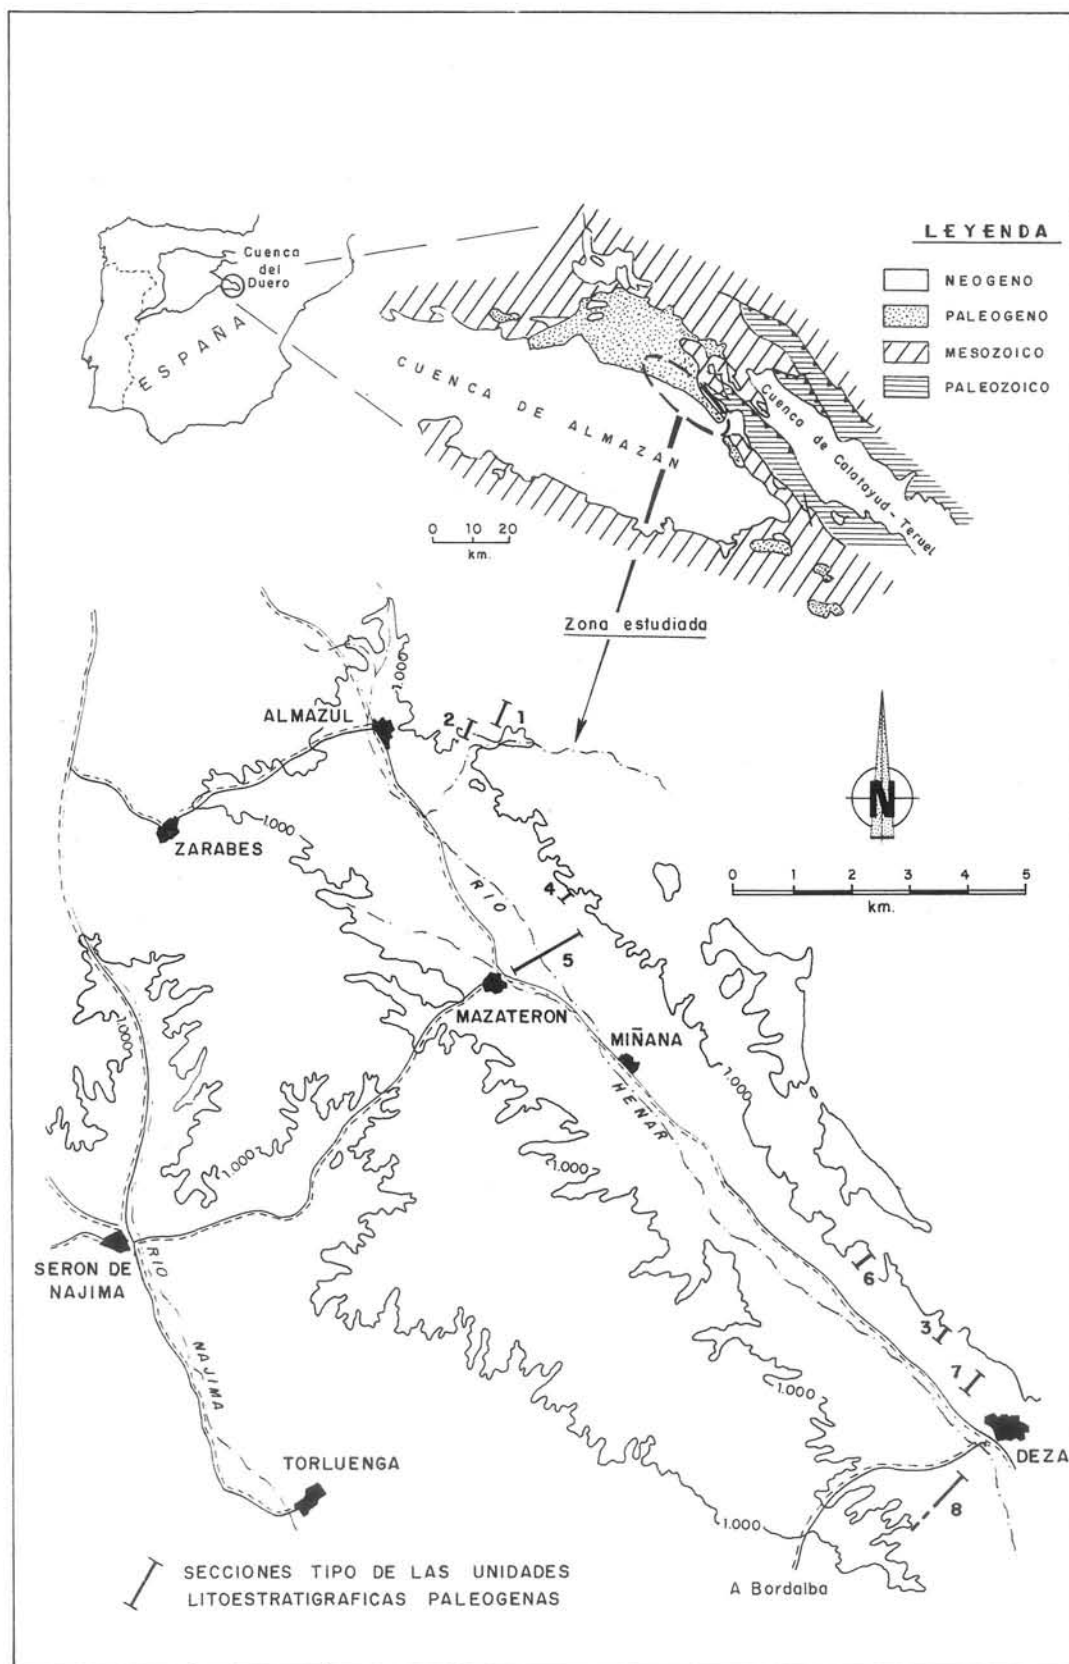 LEYENDA
NEOGENO
PALEOGENO
MESOZOICO
PALEOZOICO
Cuenca
del
Duero
ESPAÑA
CUENCA DE ALMAZAN
Cuenca de Calatayud-Teruel
0 10 20
km.
Zona estudiada
1.000
ALMAZUL
2
1
N
ZARABES
1.000
0 1 2 3 4 5
km.
4
RIO
5
MAZATERON
MIÑANA
1.000
1.000
HENAR
1.000
1.000
SERON DE
NAJIMA
RIO
6
3
7
NAJIMA
1.000
DEZA
TORLUENGA
8
1.000
A Bordalba
SECCIONES TIPO DE LAS UNIDADES
LITOESTRATIGRAFICAS PALEOGENAS